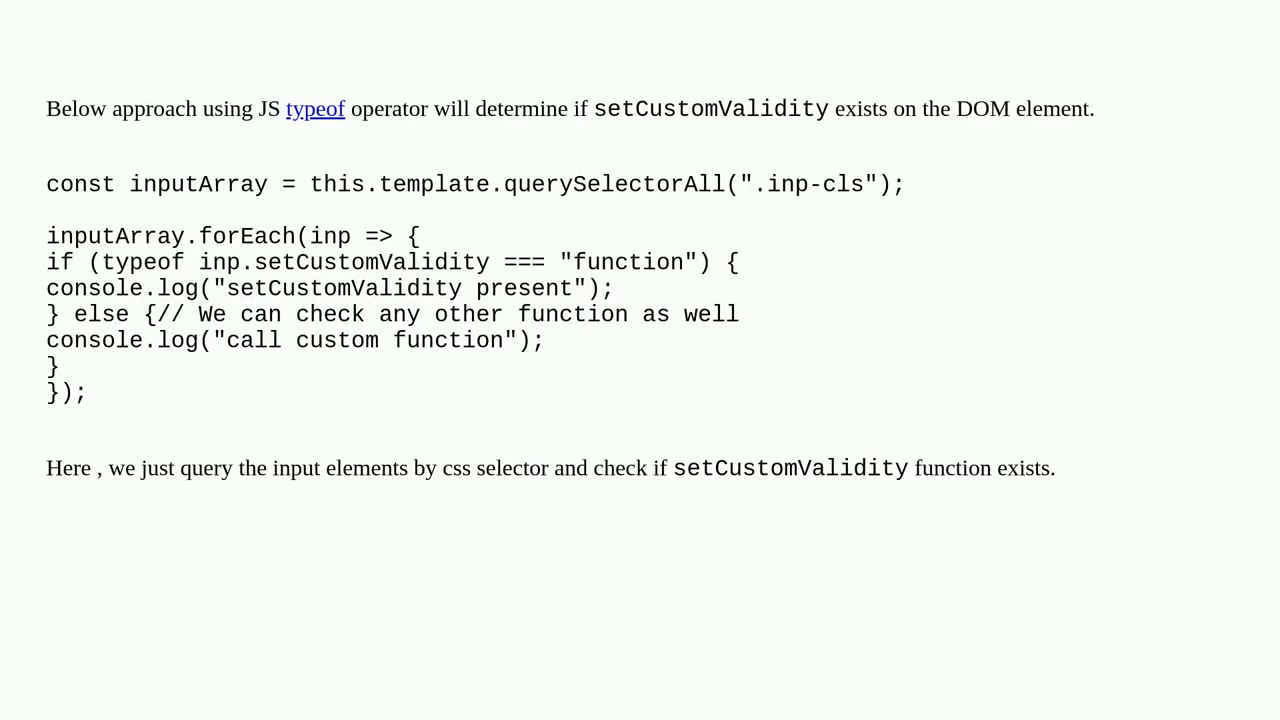 Below approach using JS typeof operator will determine if setCustomValidity exists on the DOM element.
const inputArray = this.template.querySelectorAll(".inp-cls");
inputArray.forEach(inp => {
if (typeof inp.setCustomValidity === "function") {
console.log("setCustomValidity present");
} else {// We can check any other function as well
console.log("call custom function");
}
});
Here , we just query the input elements by css selector and check if setCustomValidity function exists.